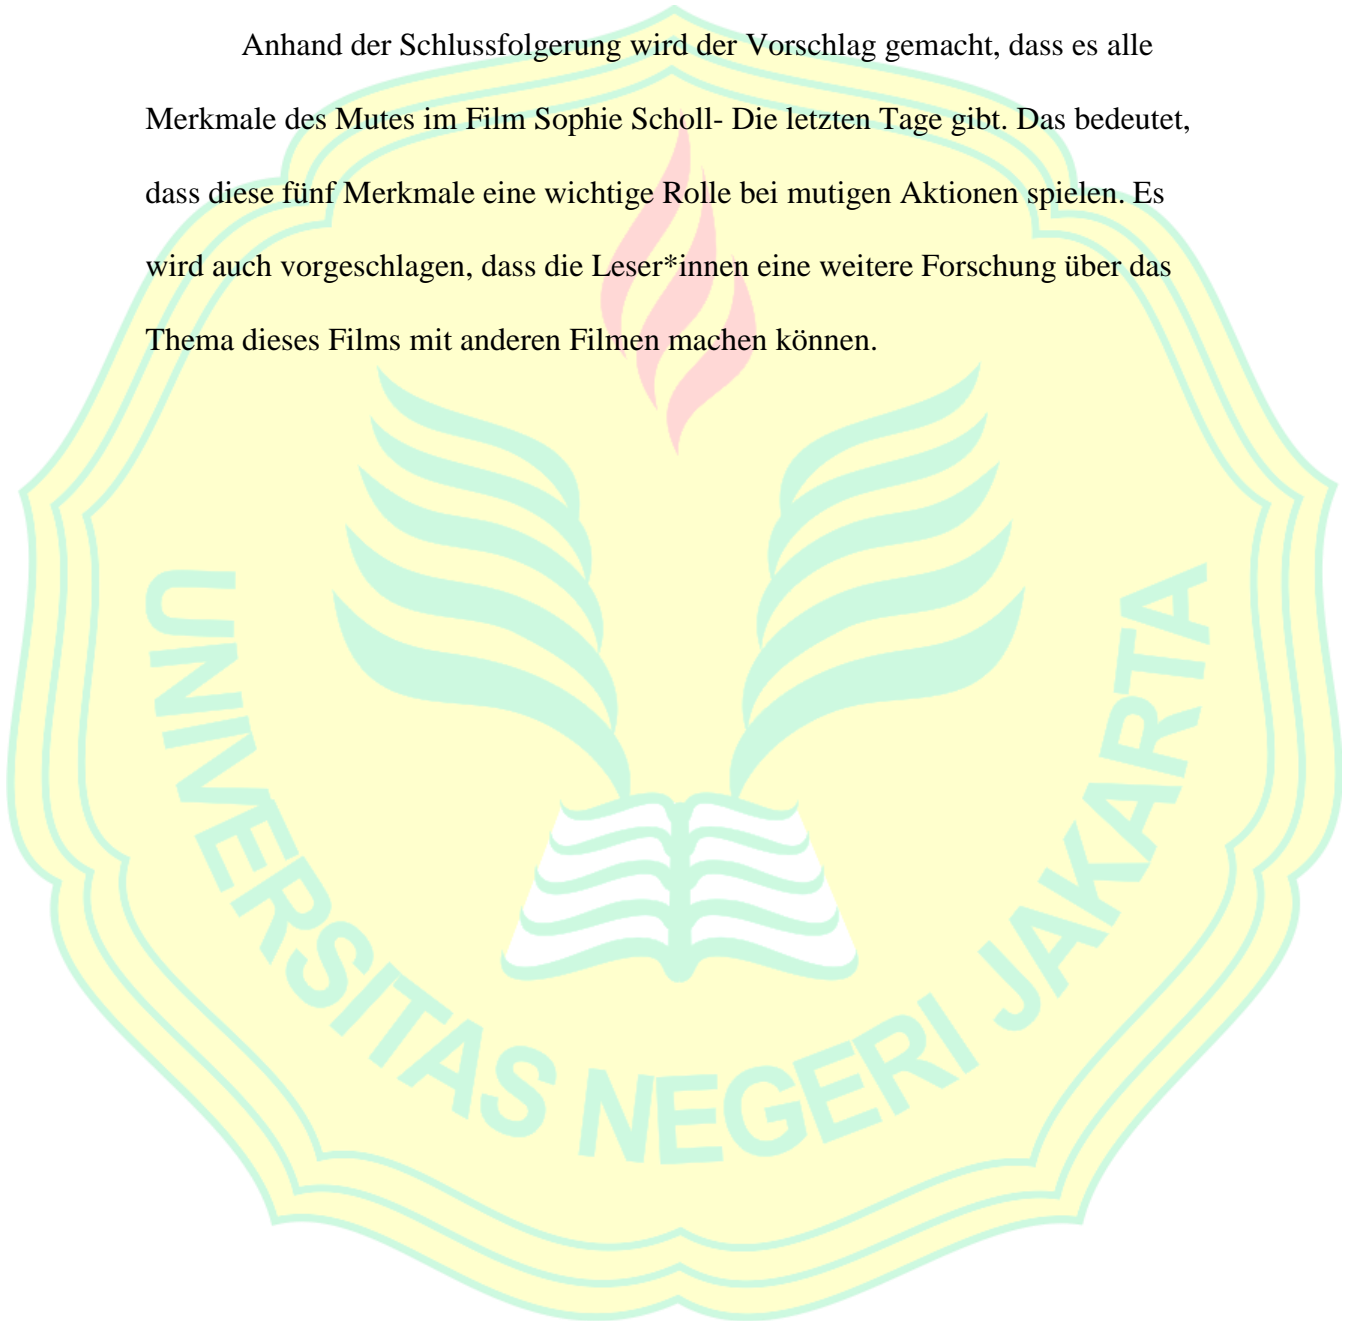 Anhand der Schlussfolgerung wird der Vorschlag gemacht, dass es alle
Merkmale des Mutes im Film Sophie Scholl- Die letzten Tage gibt. Das bedeutet,
dass diese fünf Merkmale eine wichtige Rolle bei mutigen Aktionen spielen. Es
wird auch vorgeschlagen, dass die Leser*innen eine weitere Forschung über das
Thema dieses Films mit anderen Filmen machen können.
UNIVERSITAS NEGERI JAKARTA